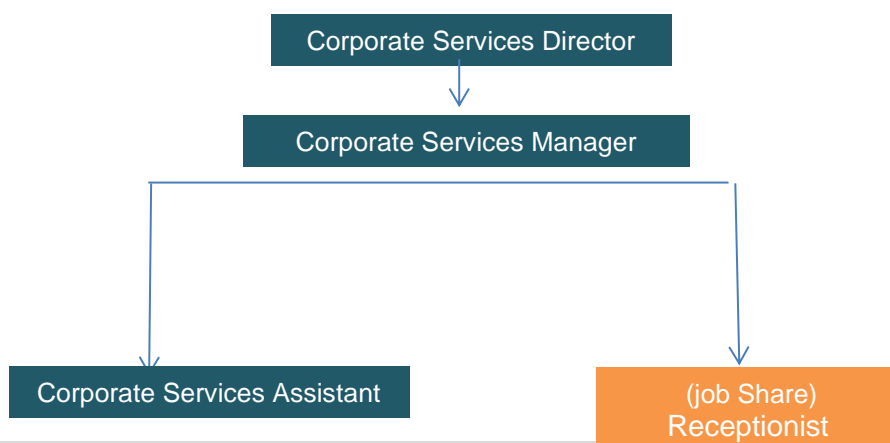 Corporate Services Director
Corporate Services Manager
Corporate Services Assistant
(job Share)
Receptionist